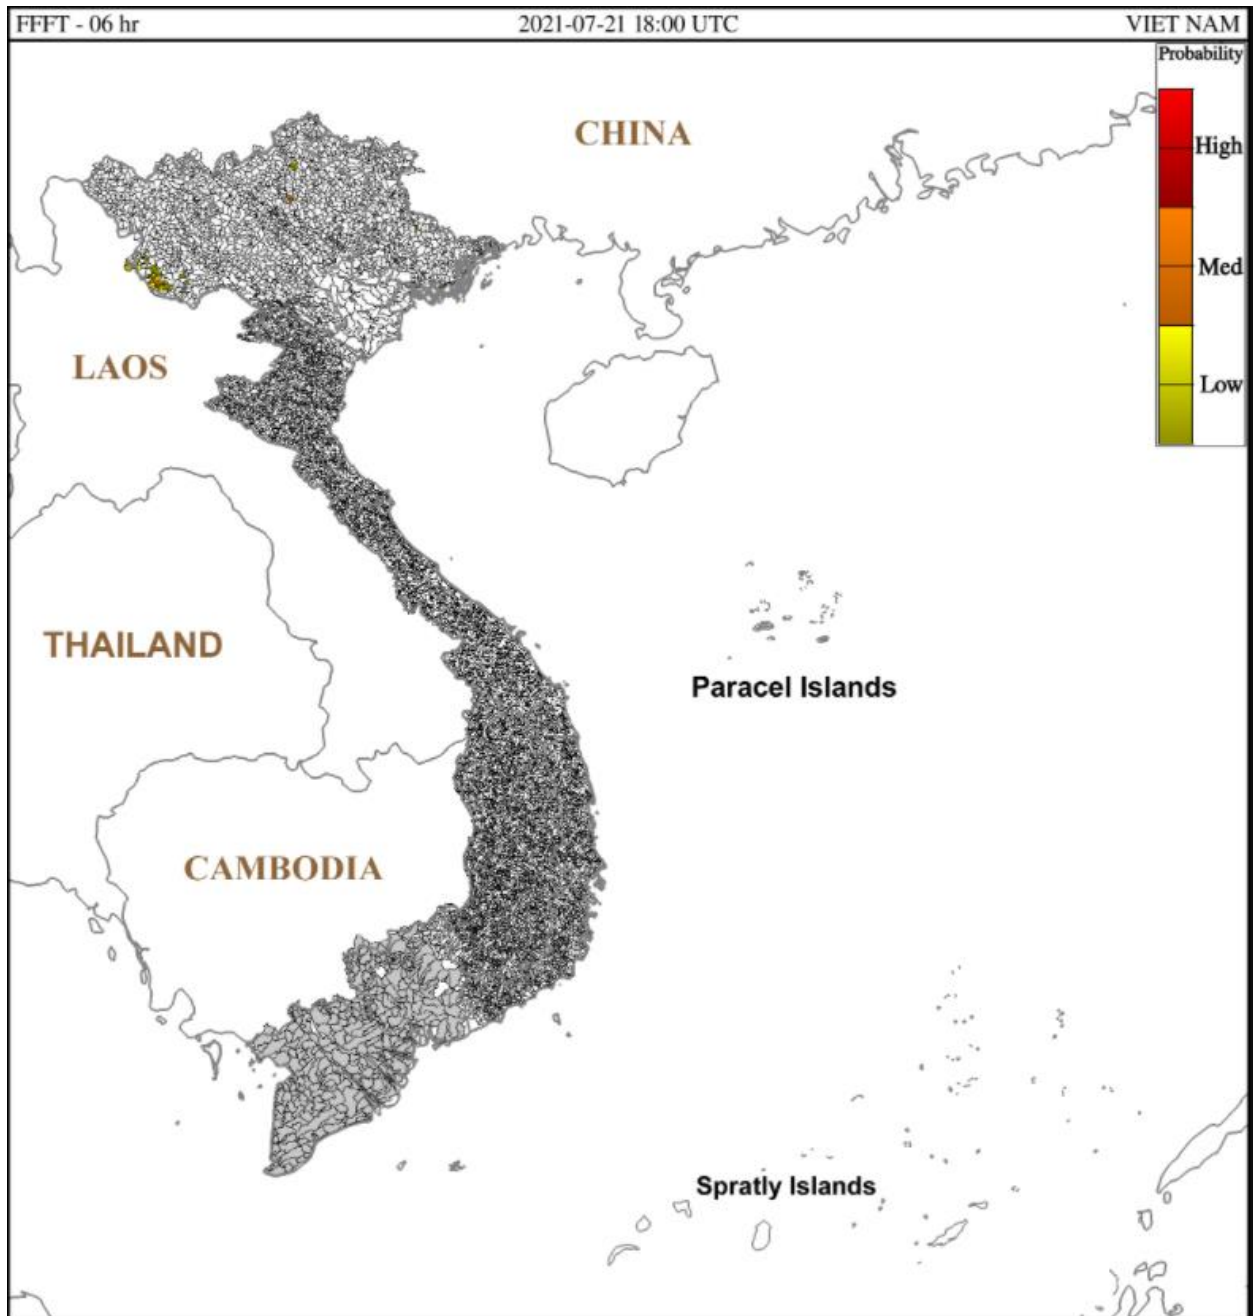 FFFT - 06 hr 2021-07-21 18:00 UTC VIET NAM
Probability
CHINA
High
Med
LAOS
Low
THAILAND
Paracel Islands
CAMBODIA
Spratly Islands